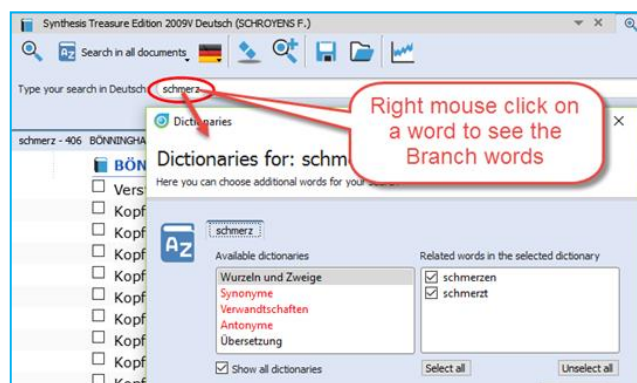 Synthesis Treasure Edition 2009V Deutsch (SCHROYENS F.)
AZ Search in all documents
Type your search in Deutsch schmerz
Right mouse click on
a word to see the
Branch words
Dictionaries
schmerz - 406 BÖNNINGHA
Dictionaries for: schm
BÖN
Here you can choose additional words for your
Vers
Kopf
Kopf
schmerz
AZ
Kopf
Available dictionaries Related words in the selected dictionary
Kopf
Wurzeln und Zweige schmerzen
Synonyme schmerzt
Kopf
Verwandtschaften
Kopf
Antonyme
Übersetzung
Kopf
Kopf
Show all dictionaries Select all Unselect all